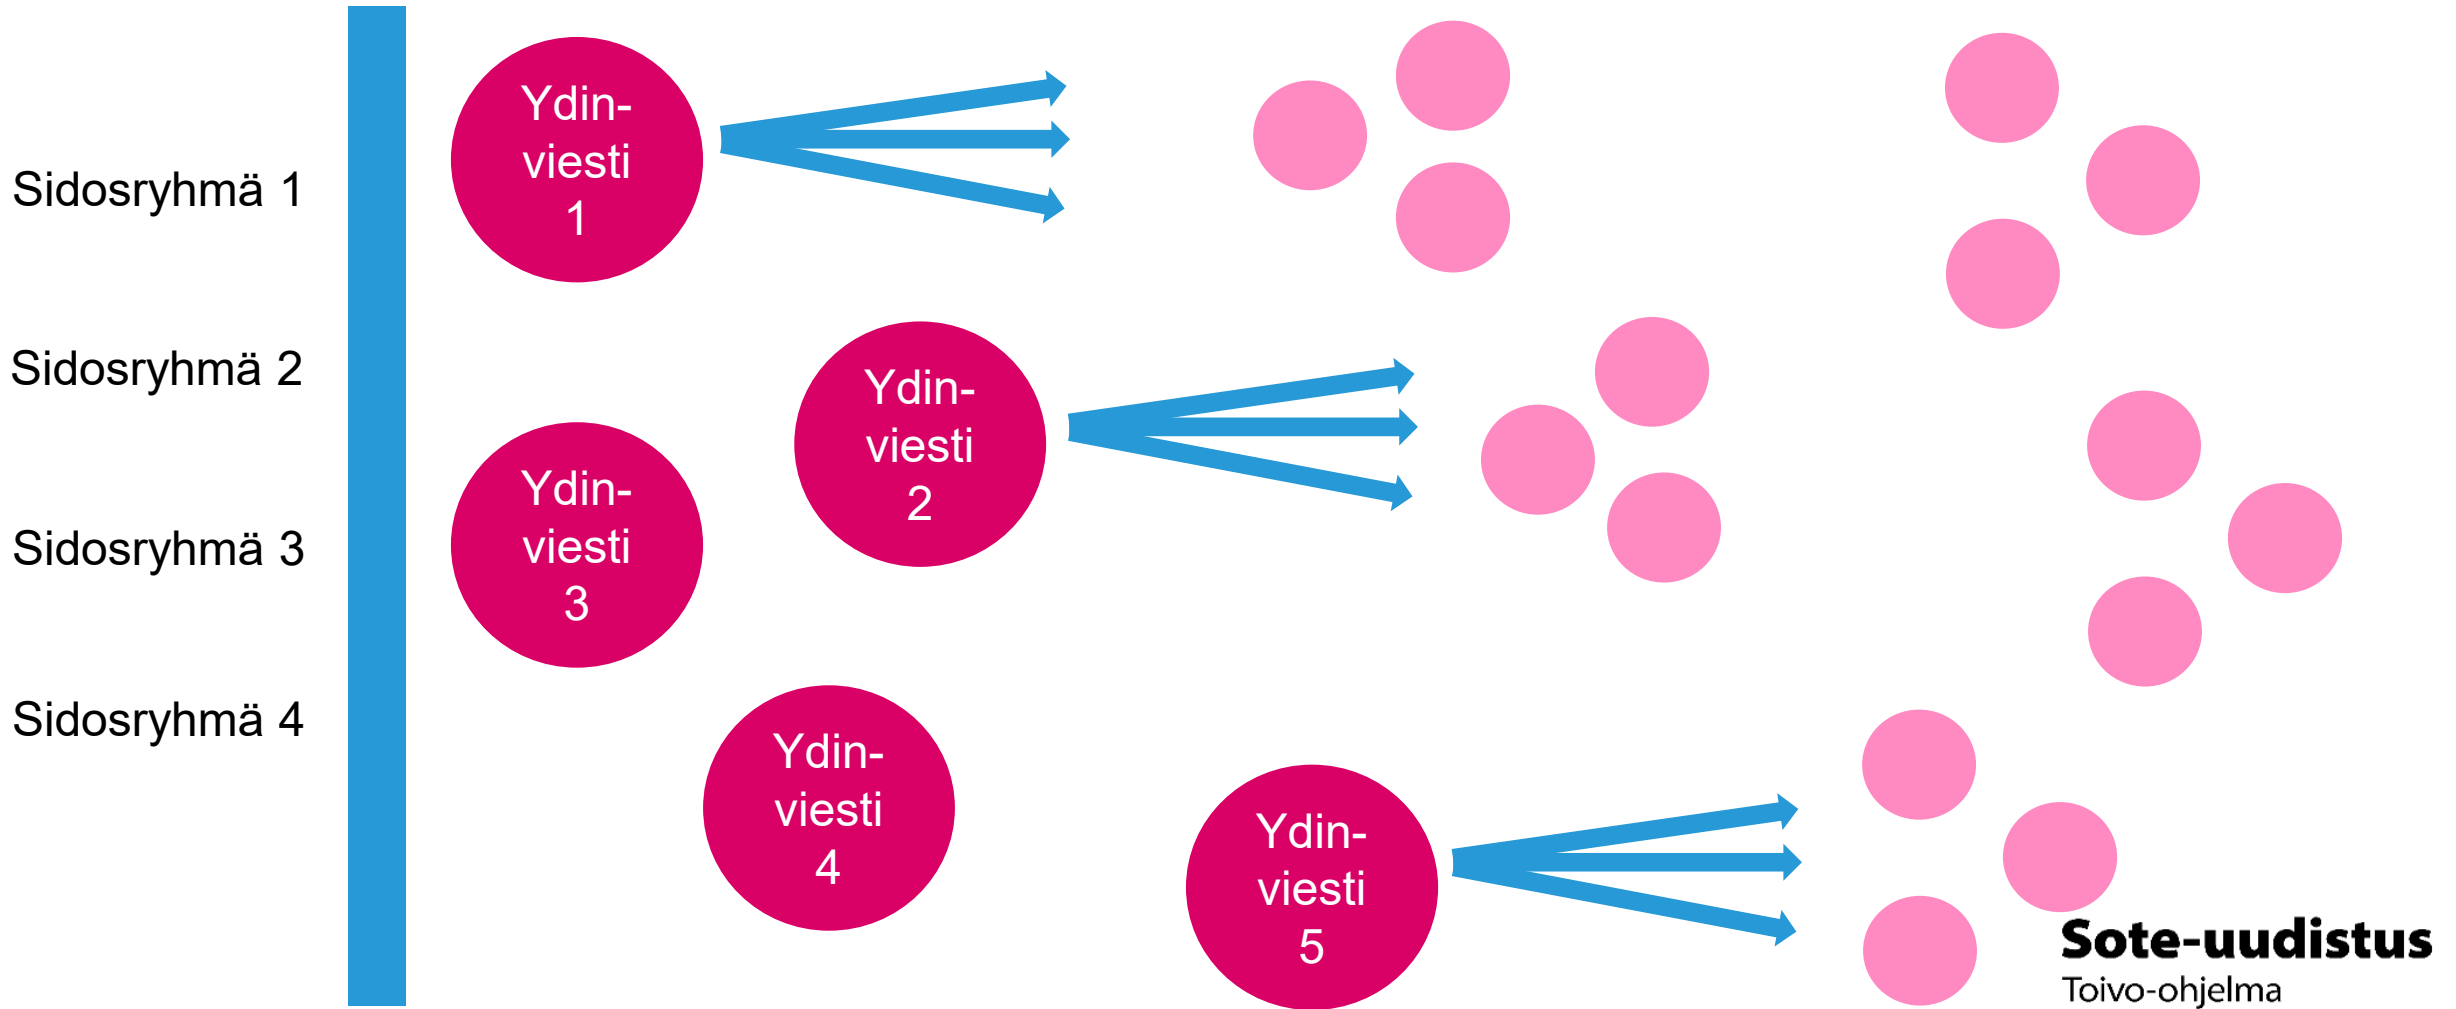 Sidosryhmä 1
Sidosryhmä 2
Sidosryhmä 3
Sidosryhmä 4
Ydin-
viesti
1
Ydin-
viesti
2
Ydin-
viesti
3
Ydin-
viesti
4
Ydin-
viesti
5
Sote-uudistus
Toivo-ohjelma